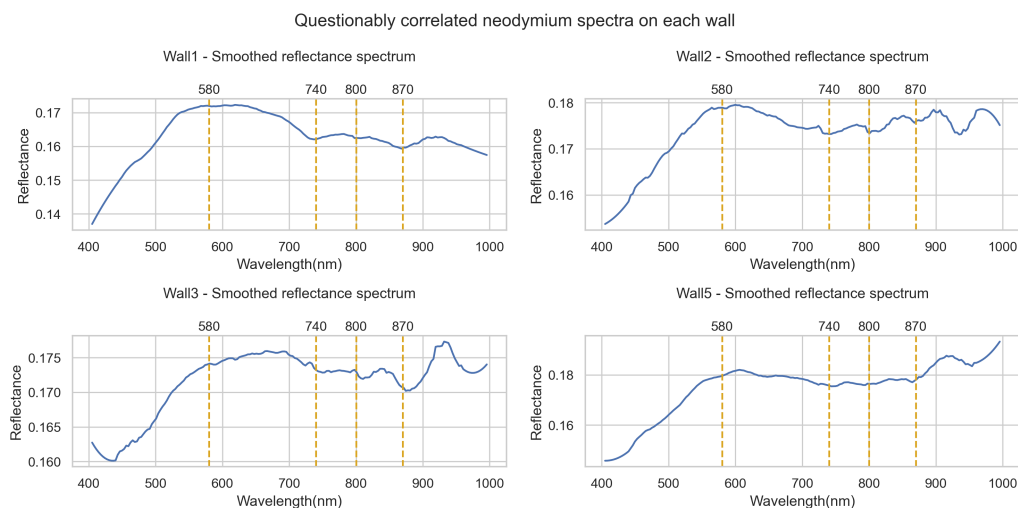 Questionably correlated neodymium spectra on each wall
Wall1 - Smoothed reflectance spectrum
580 740 800 870
0.17
0.16
0.15
0.14
Reflectance
400 500 600 700 800 900 1000
Wavelength(nm)
Wall2 - Smoothed reflectance spectrum
580 740 800 870
0.18
0.17
0.16
Reflectance
400 500 600 700 800 900 1000
Wavelength(nm)
Wall3 - Smoothed reflectance spectrum
580 740 800 870
0.175
0.170
0.165
0.160
Reflectance
400 500 600 700 800 900 1000
Wavelength(nm)
Wall5 - Smoothed reflectance spectrum
580 740 800 870
0.18
0.16
Reflectance
400 500 600 700 800 900 1000
Wavelength(nm)